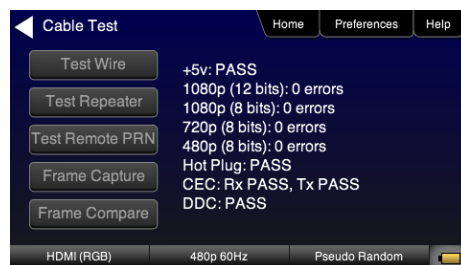 Cable Test
Home
Preferences
Help
Test Wire
Test Repeater
Test Remote PRN
Frame Capture
Frame Compare
+5v: PASS
1080p (12 bits): 0 errors
1080p (8 bits): 0 errors
720p (8 bits): 0 errors
480p (8 bits): 0 errors
Hot Plug: PASS
CEC: Rx PASS, Tx PASS
DDC: PASS
HDMI (RGB)
480p 60Hz
Pseudo Random